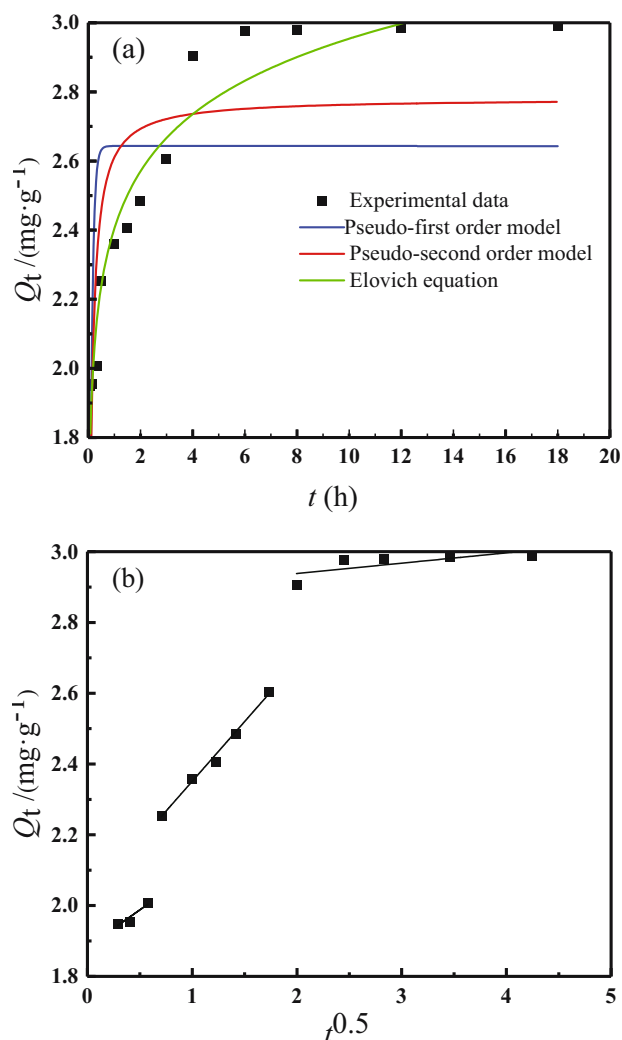 (a)
3.0
2.8
2.6
2.4
2.2
2.0
1.8
Qt /(mg·g⁻¹)
Experimental data
Pseudo-first order model
Pseudo-second order model
Elovich equation
0 2 4 6 8 10 12 14 16 18 20
t (h)
(b)
3.0
2.8
2.6
2.4
2.2
2.0
1.8
Qt /(mg·g⁻¹)
0 1 2 3 4 5
t0.5